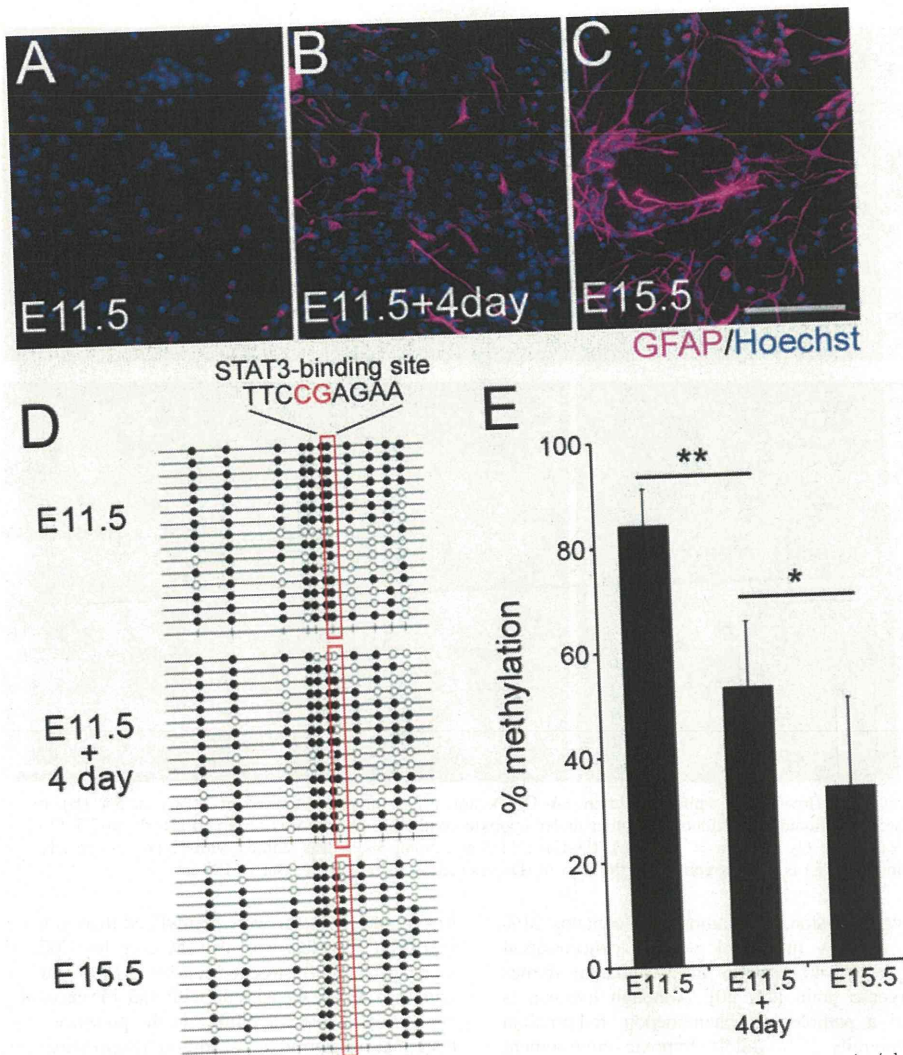 A
B
C
E11.5
E11.5+4day
E15.5
GFAP/Hoechst
D
STAT3-binding site
TTCCGAGAA
E11.5
E11.5
+
4 day
E15.5
E
% methylation
100
80
60
40
20
0
**
*
E11.5
E11.5
+
4day
E15.5